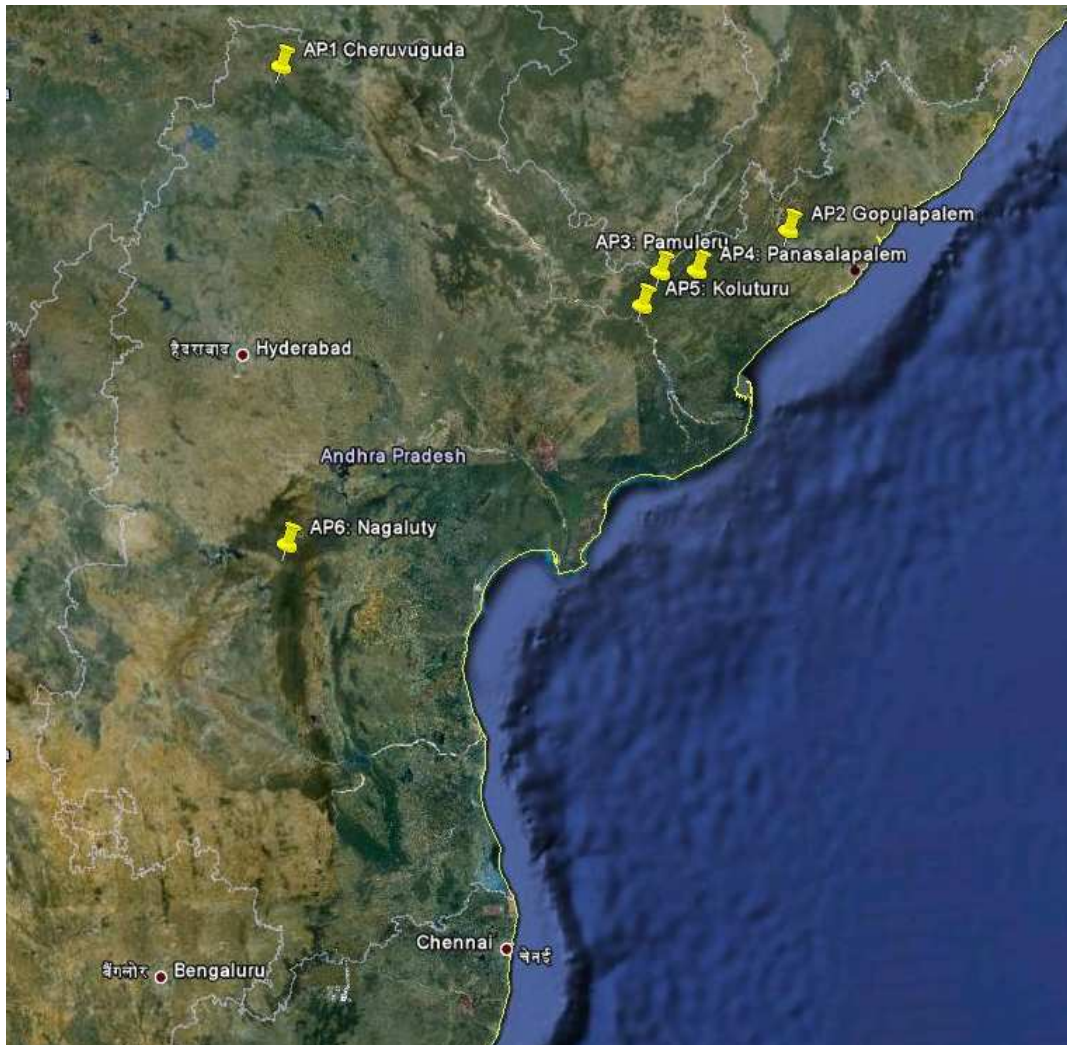 AP1 Cheruvuguda
AP2 Gopulapalem
AP3: Pamuleru
AP4: Panasalapalem
AP5: Koluturu
हैदराबाद Hyderabad
Andhra Pradesh
AP6: Nagaluty
Chennai चेन्नई
बैंगलोर Bengaluru